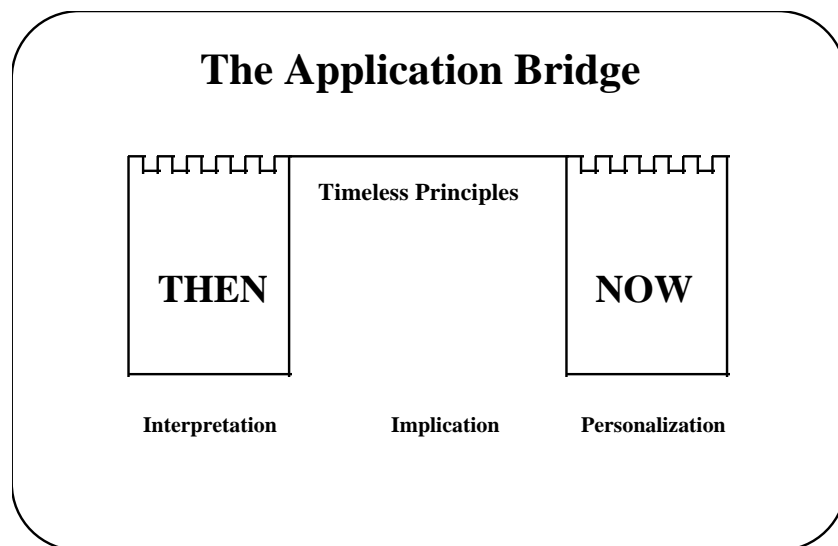 The Application Bridge
Timeless Principles
THEN
NOW
Interpretation
Implication
Personalization